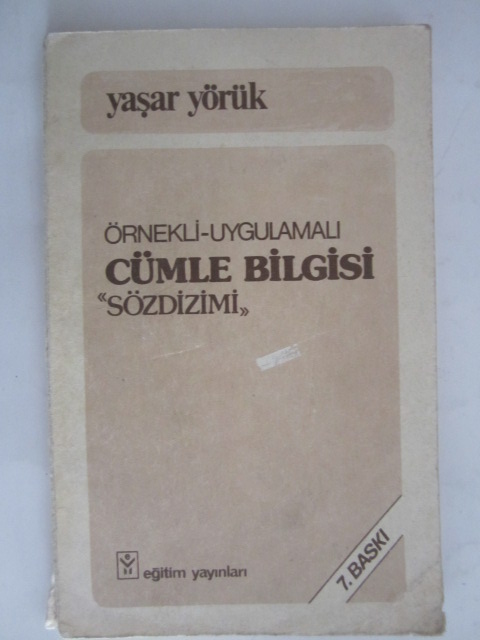 yaşar yörük
ÖRNEKLİ-UYGULAMALI
CÜMLE BİLGİSİ
«SÖZDİZİMİ»
eğitim yayınları
7. BASKI